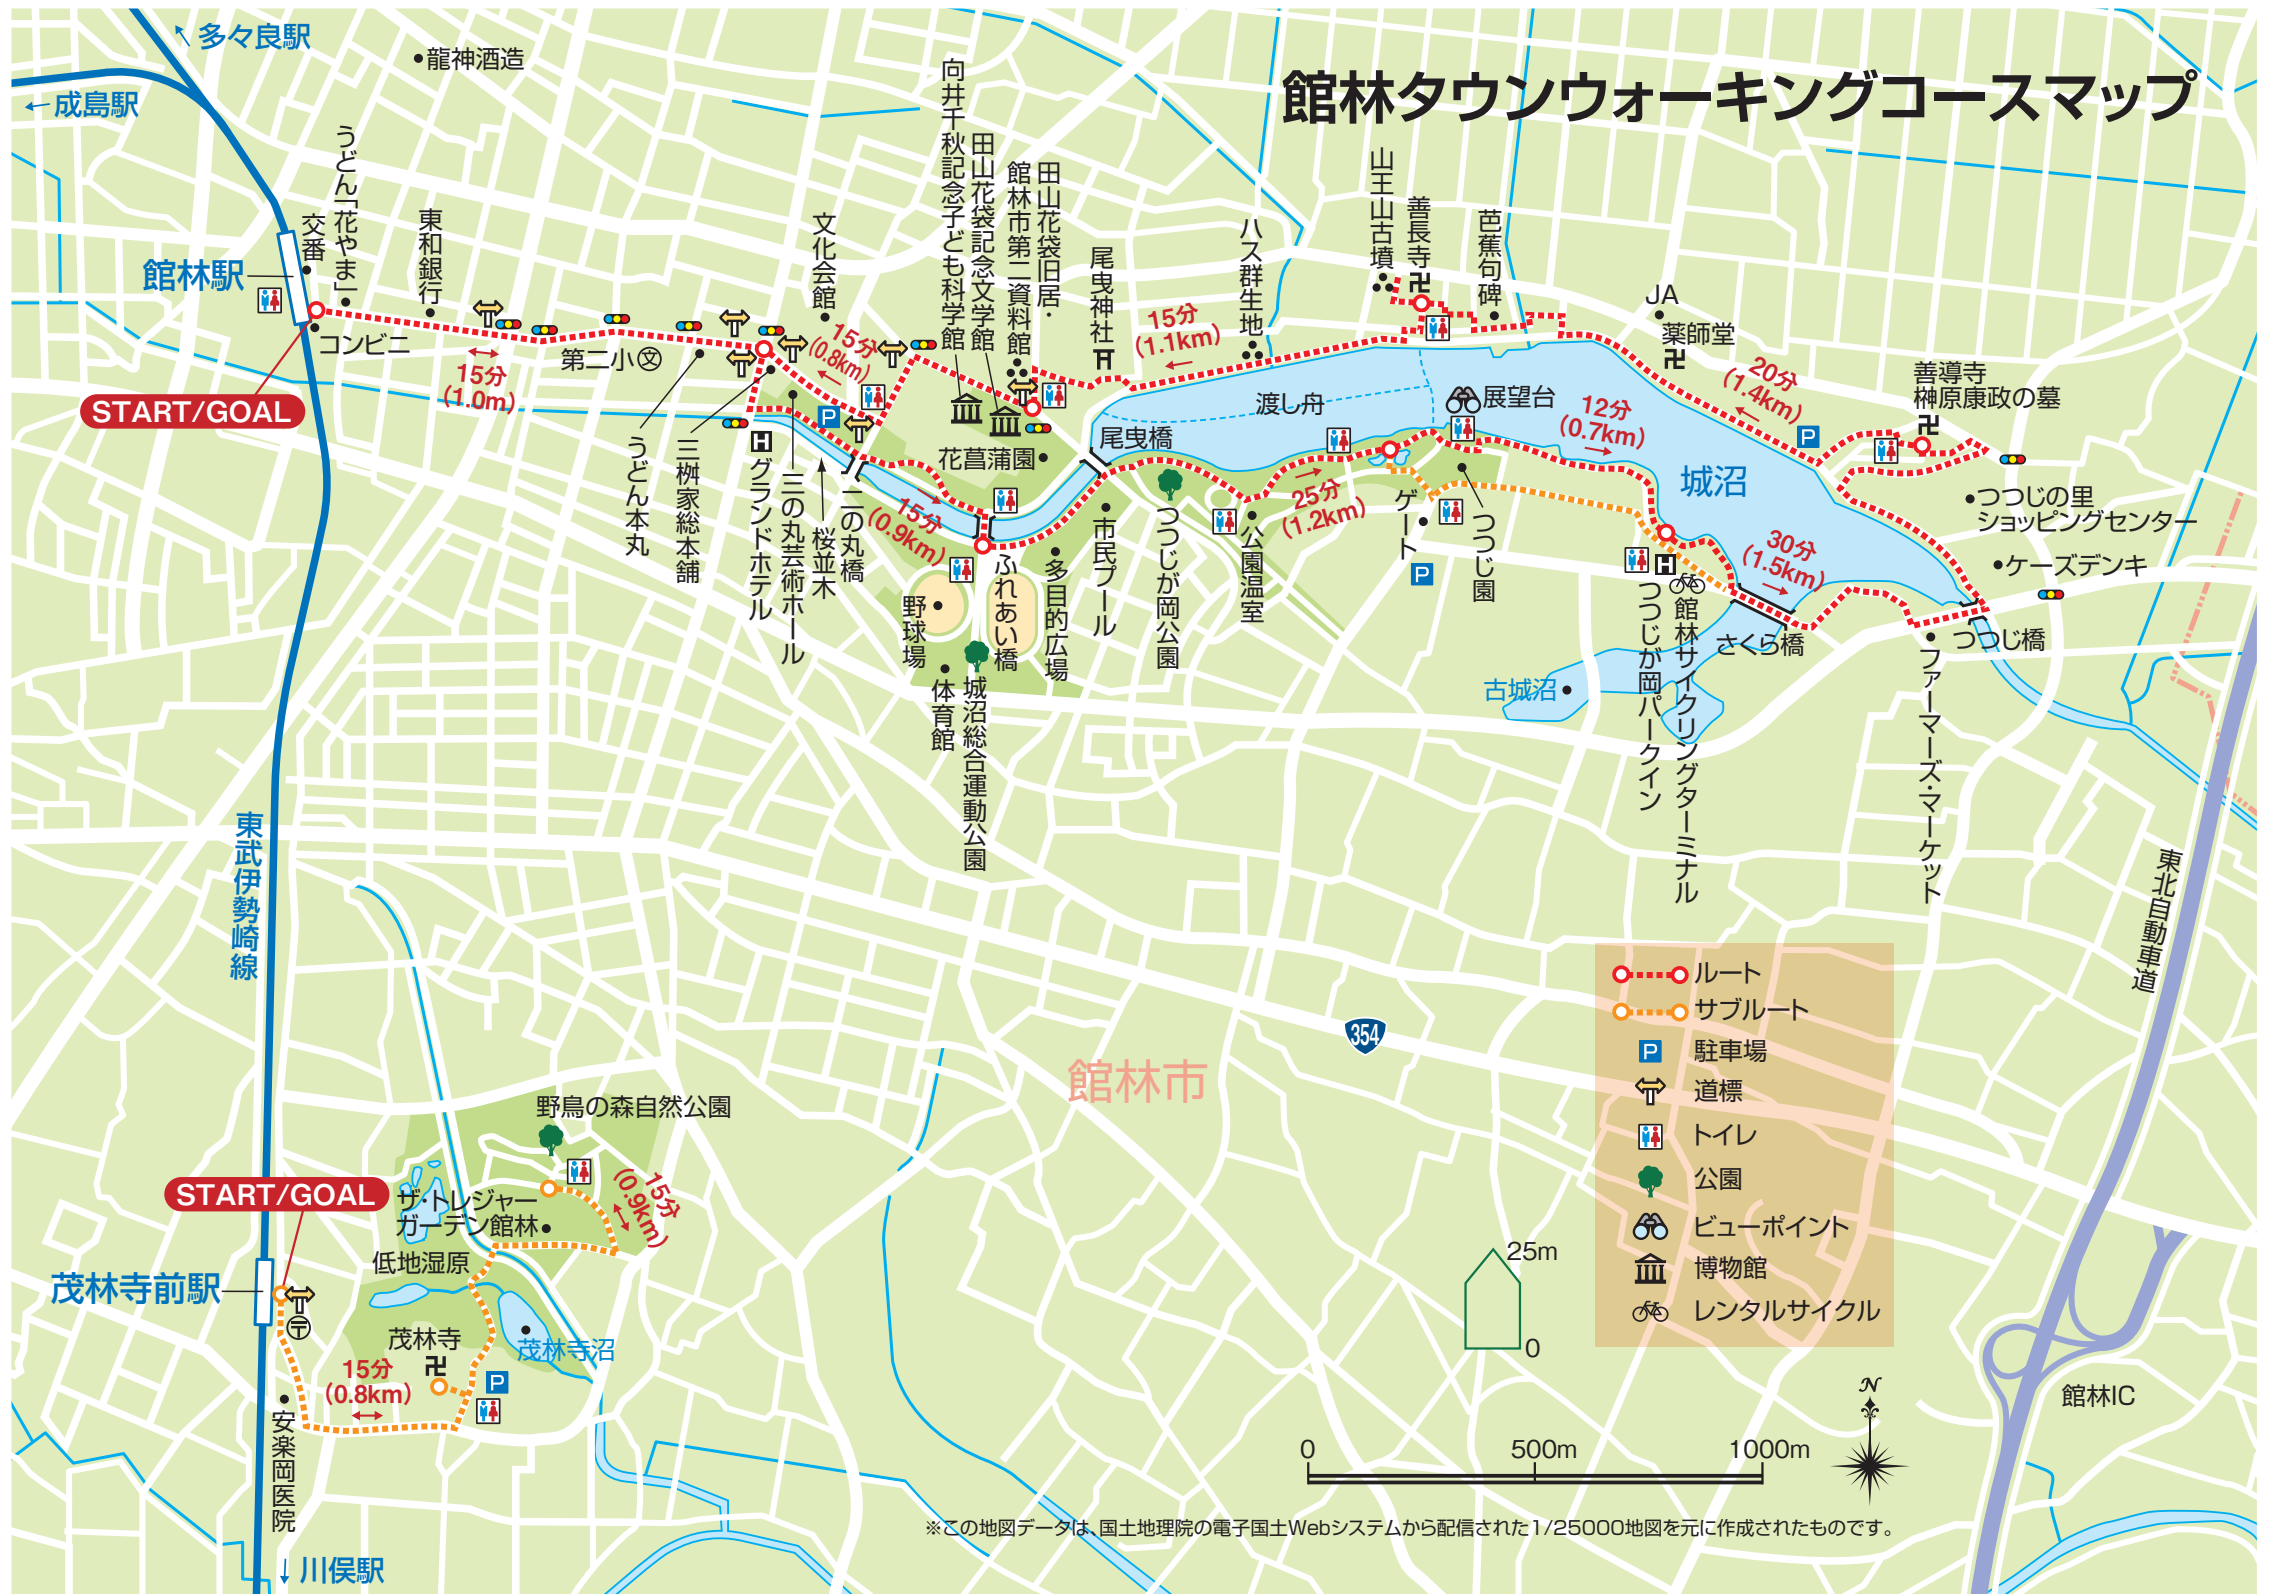 館林タウンウォーキングコースマップ
多々良駅
成島駅
龍神酒造
館林駅
交番
うどん「花やま」
東和銀行
コンビニ
START/GOAL
15分
(1.0m)
第二小
文
うどん本丸
三桝家総本舗
文化会館
15分
(0.8km)
向井千秋記念子ども科学館
田山花袋記念文学館
館林市第二資料館
田山花袋旧居・
尾曳神社
15分
(1.1km)
ハス群生地
山王山古墳
善長寺
芭蕉句碑
JA
薬師堂
20分
(1.4km)
善導寺
榊原康政の墓
つつじの里
ショッピングセンター
ケーズデンキ
つつじ橋
ファーマーズ・マーケット
さくら橋
30分
(1.5km)
城沼
渡し舟
展望台
12分
(0.7km)
尾曳橋
花菖蒲園
H
グランドホテル
三の丸芸術ホール
桜並木
二の丸橋
15分
(0.9km)
P
野球場
体育館
城沼総合運動公園
ふれあい橋
多目的広場
市民プール
つつじが岡公園
公園温室
25分
(1.2km)
ゲート
P
つつじ園
H
つつじが岡パークイン
館林サイクリングターミナル
P
古城沼
東北自動車道
東武伊勢崎線
館林市
354
野鳥の森自然公園
15分
(0.9km)
START/GOAL
ザ・トレジャー
ガーデン館林
低地湿原
茂林寺前駅
茂林寺
茂林寺沼
P
15分
(0.8km)
安楽岡医院
川俣駅
ルート
サブルート
P 駐車場
道標
トイレ
公園
ビューポイント
博物館
レンタルサイクル
25m
0
N
館林IC
0 500m 1000m
※この地図データは、国土地理院の電子国土Webシステムから配信された1/25000地図を元に作成されたものです。